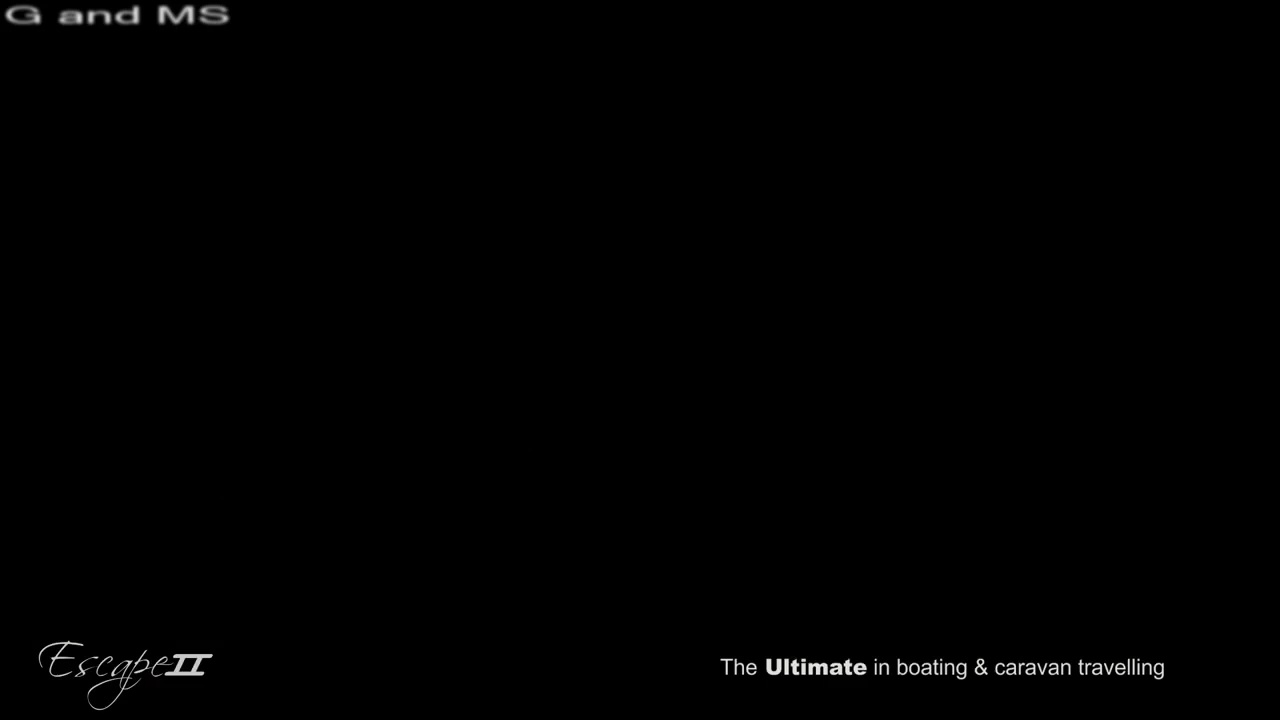 G and MS
EscapeII
The Ultimate in boating & caravan travelling